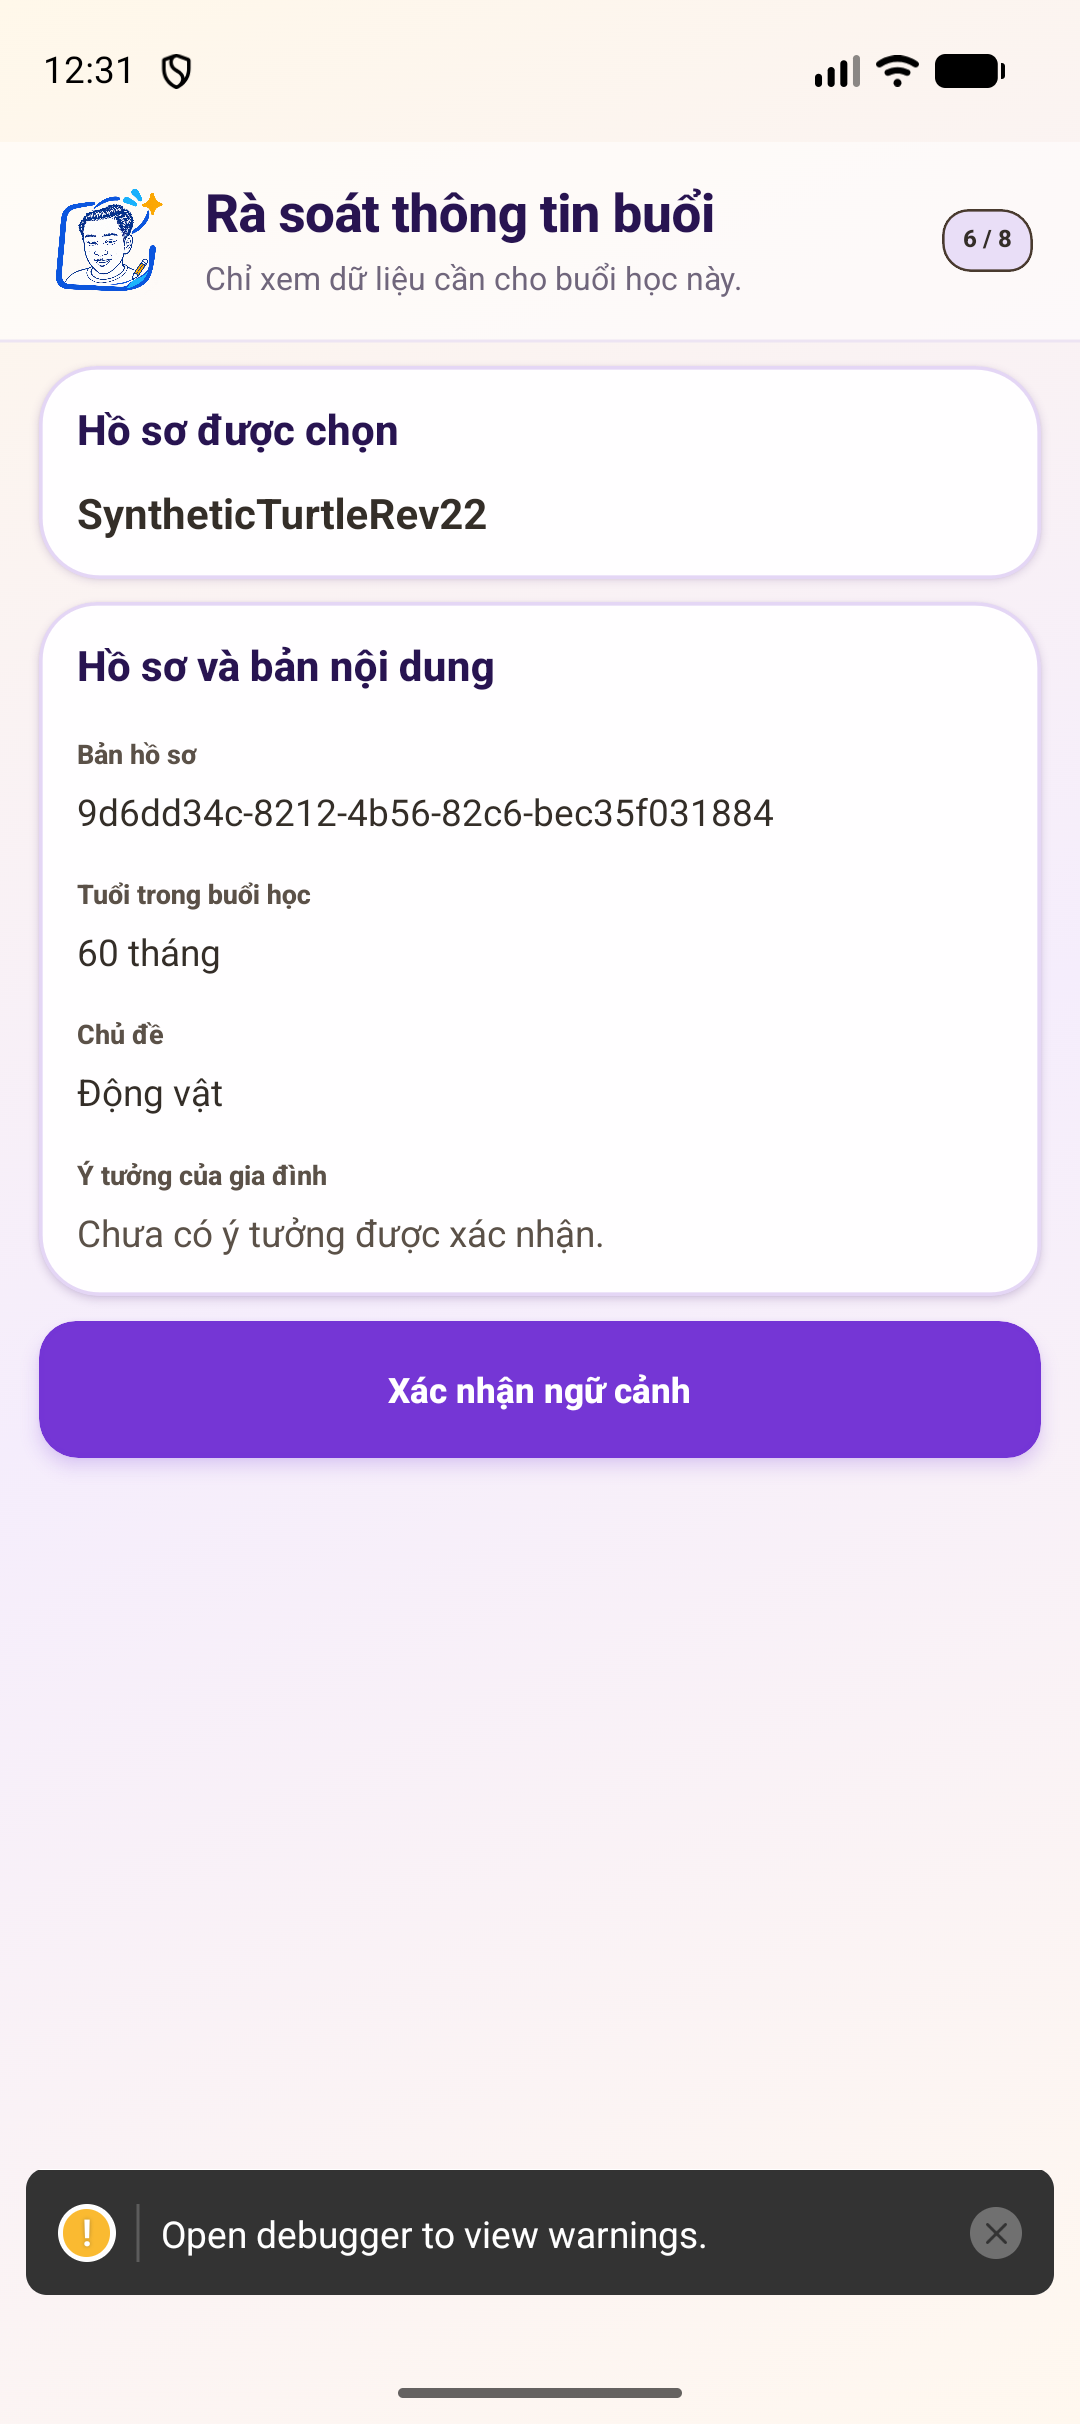 12:31
Rà soát thông tin buổi
Chỉ xem dữ liệu cần cho buổi học này.
6 / 8
Hồ sơ được chọn
SyntheticTurtleRev22
Hồ sơ và bản nội dung
Bản hồ sơ
9d6dd34c-8212-4b56-82c6-bec35f031884
Tuổi trong buổi học
60 tháng
Chủ đề
Động vật
Ý tưởng của gia đình
Chưa có ý tưởng được xác nhận.
Xác nhận ngữ cảnh
Open debugger to view warnings.